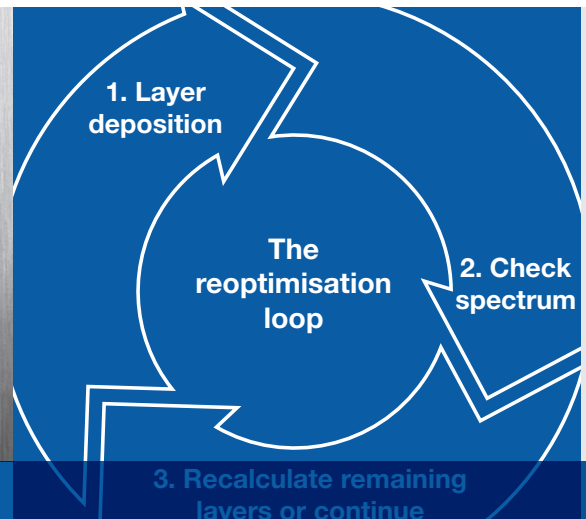 1. Layer
deposition
The
reoptimisation
loop
2. Check
spectrum
3. Recalculate remaining
layers or continue